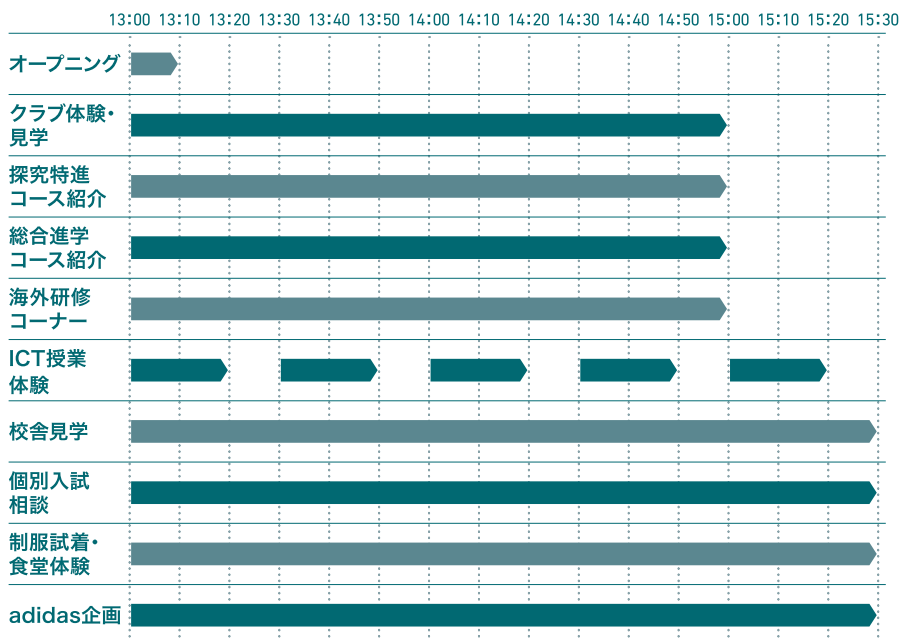 13:00 13:10 13:20 13:30 13:40 13:50 14:00 14:10 14:20 14:30 14:40 14:50 15:00 15:10 15:20 15:30
オープニング
クラブ体験・
見学
探究特進
コース紹介
総合進学
コース紹介
海外研修
コーナー
ICT授業
体験
校舎見学
個別入試
相談
制服試着・
食堂体験
adidas企画